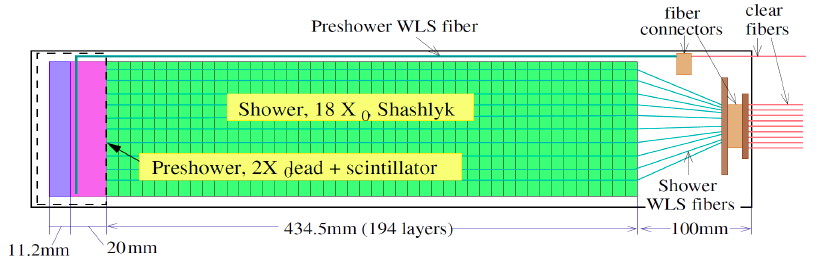 Preshower WLS fiber
fiber
connectors
clear
fibers
Shower, 18 X 0, Shashlyk
Preshower, 2X 0 lead + scintillator
Shower
WLS fibers
434.5mm (194 layers)
100mm
11.2mm
20mm